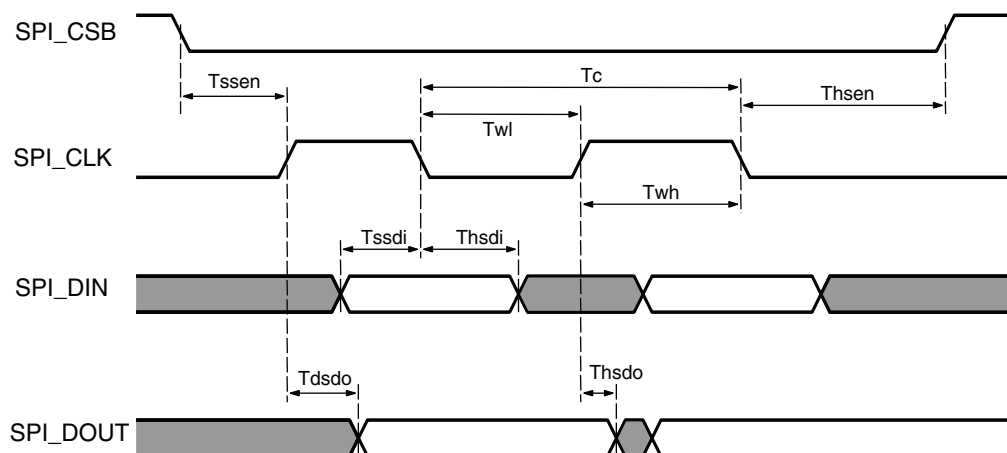 SPI_CSB
Tssen
Tc
Thsen
Twl
SPI_CLK
Twh
Tssdi
Thsdi
SPI_DIN
Tdsdo
Thsdo
SPI_DOUT